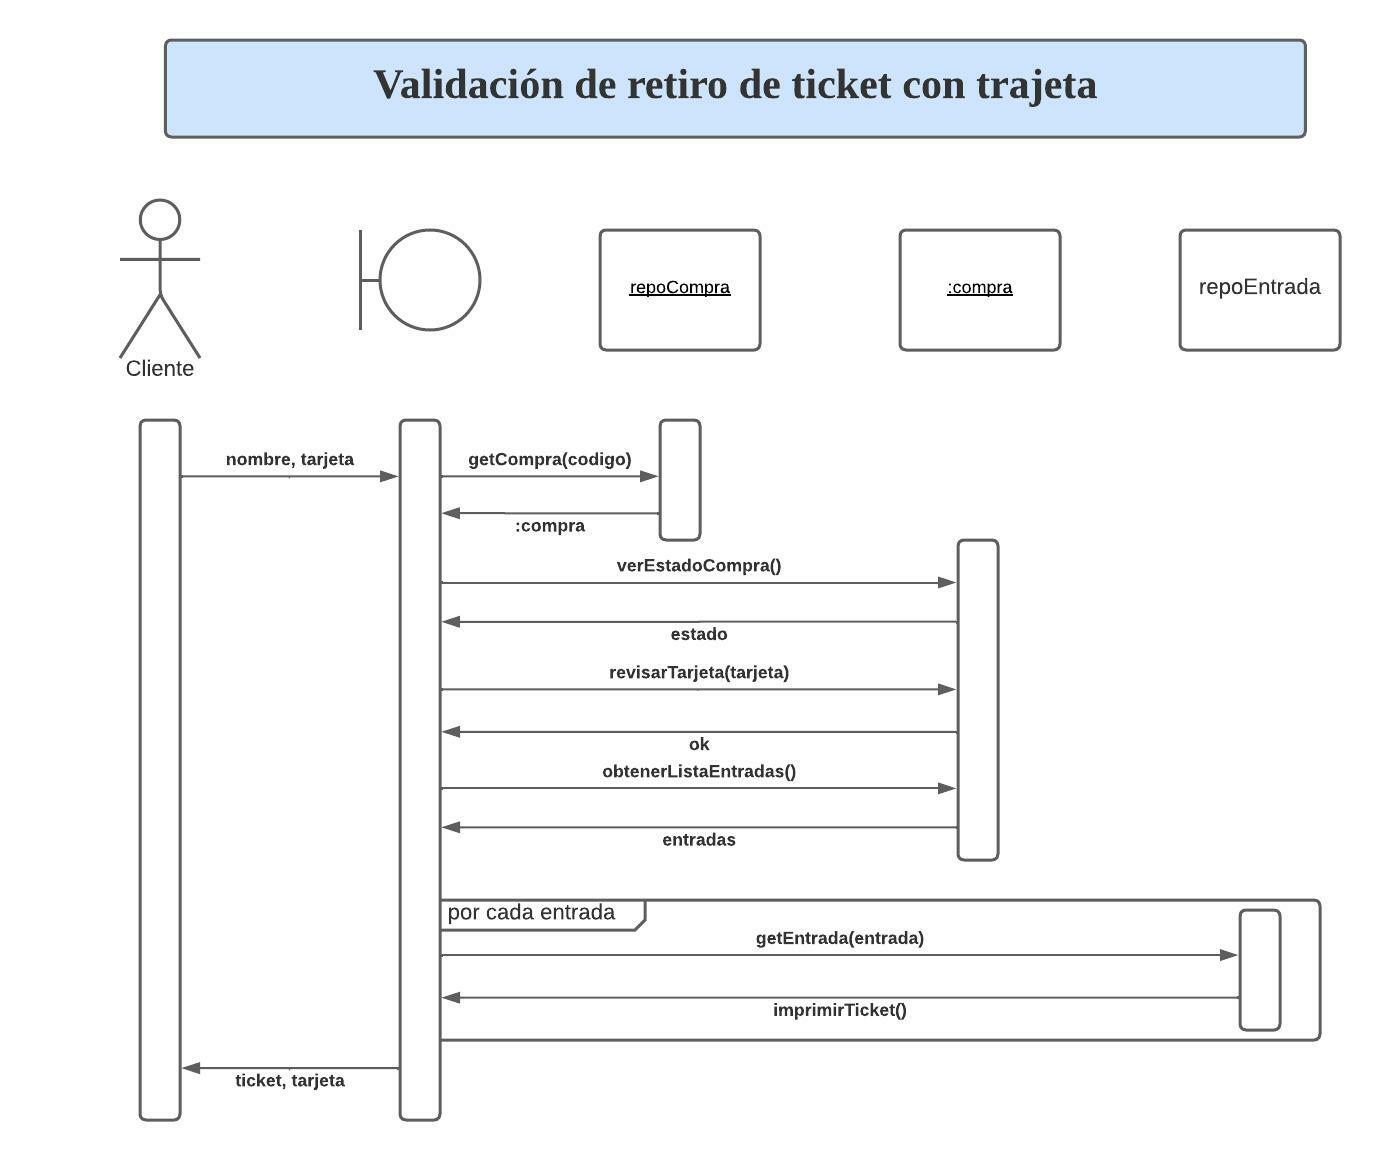 Validación de retiro de ticket con trajeta
Cliente
repoCompra
:compra
repoEntrada
nombre, tarjeta
getCompra(codigo)
:compra
verEstadoCompra()
estado
revisarTarjeta(tarjeta)
ok
obtenerListaEntradas()
entradas
por cada entrada
getEntrada(entrada)
imprimirTicket()
ticket, tarjeta